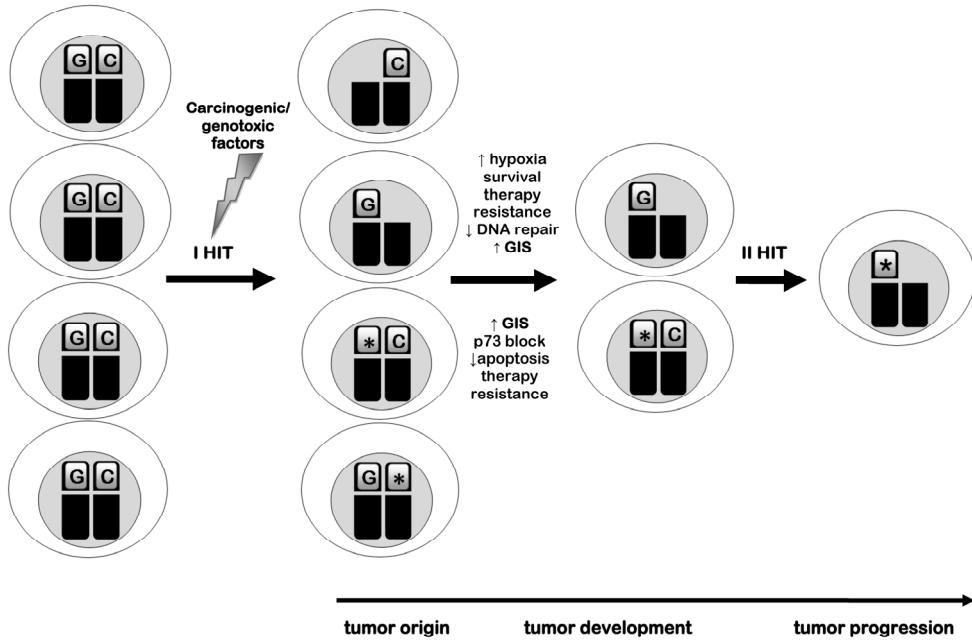 G C
C
Carcinogenic/
genotoxic
factors
↑ hypoxia
survival
therapy
resistance
↓ DNA repair
↑ GIS
G C
G
G
I HIT
II HIT
*
↑ GIS
p73 block
↓apoptosis
therapy
resistance
G C
* C
* C
G C
G *
tumor origin
tumor development
tumor progression